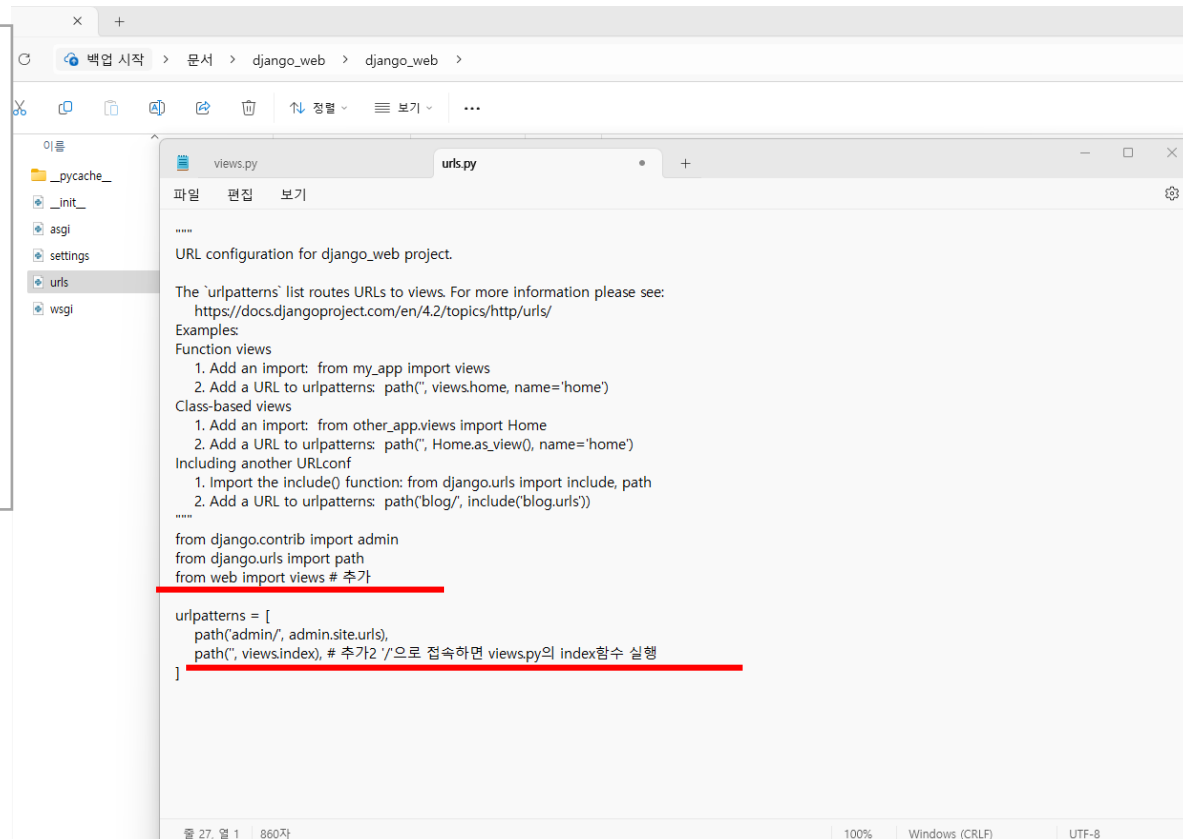 백업 시작 > 문서 > django_web > django_web >
정렬 보기 ...
이름
__pycache__
__init__
asgi
settings
urls
wsgi
views.py urls.py
파일 편집 보기
"""
URL configuration for django_web project.
The `urlpatterns` list routes URLs to views. For more information please see:
https://docs.djangoproject.com/en/4.2/topics/http/urls/
Examples:
Function views
1. Add an import:  from my_app import views
2. Add a URL to urlpatterns:  path('', views.home, name='home')
Class-based views
1. Add an import:  from other_app.views import Home
2. Add a URL to urlpatterns:  path('', Home.as_view(), name='home')
Including another URLconf
1. Import the include() function: from django.urls import include, path
2. Add a URL to urlpatterns:  path('blog/', include('blog.urls'))
"""
from django.contrib import admin
from django.urls import path
from web import views # 추가
urlpatterns = [
path('admin/', admin.site.urls),
path('', views.index), # 추가2 '/'으로 접속하면 views.py의 index함수 실행
]
줄 27, 열 1 860자 100% Windows (CRLF) UTF-8